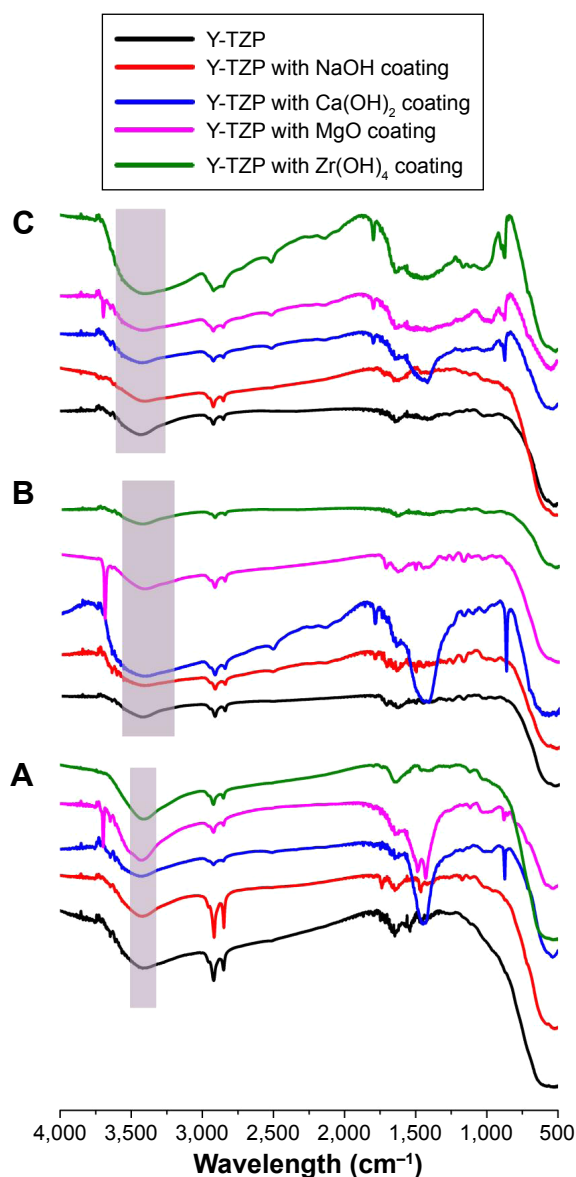 Y-TZP
Y-TZP with NaOH coating
Y-TZP with Ca(OH)₂ coating
Y-TZP with MgO coating
Y-TZP with Zr(OH)₄ coating
C
B
A
4,000 3,500 3,000 2,500 2,000 1,500 1,000 500
Wavelength (cm⁻¹)